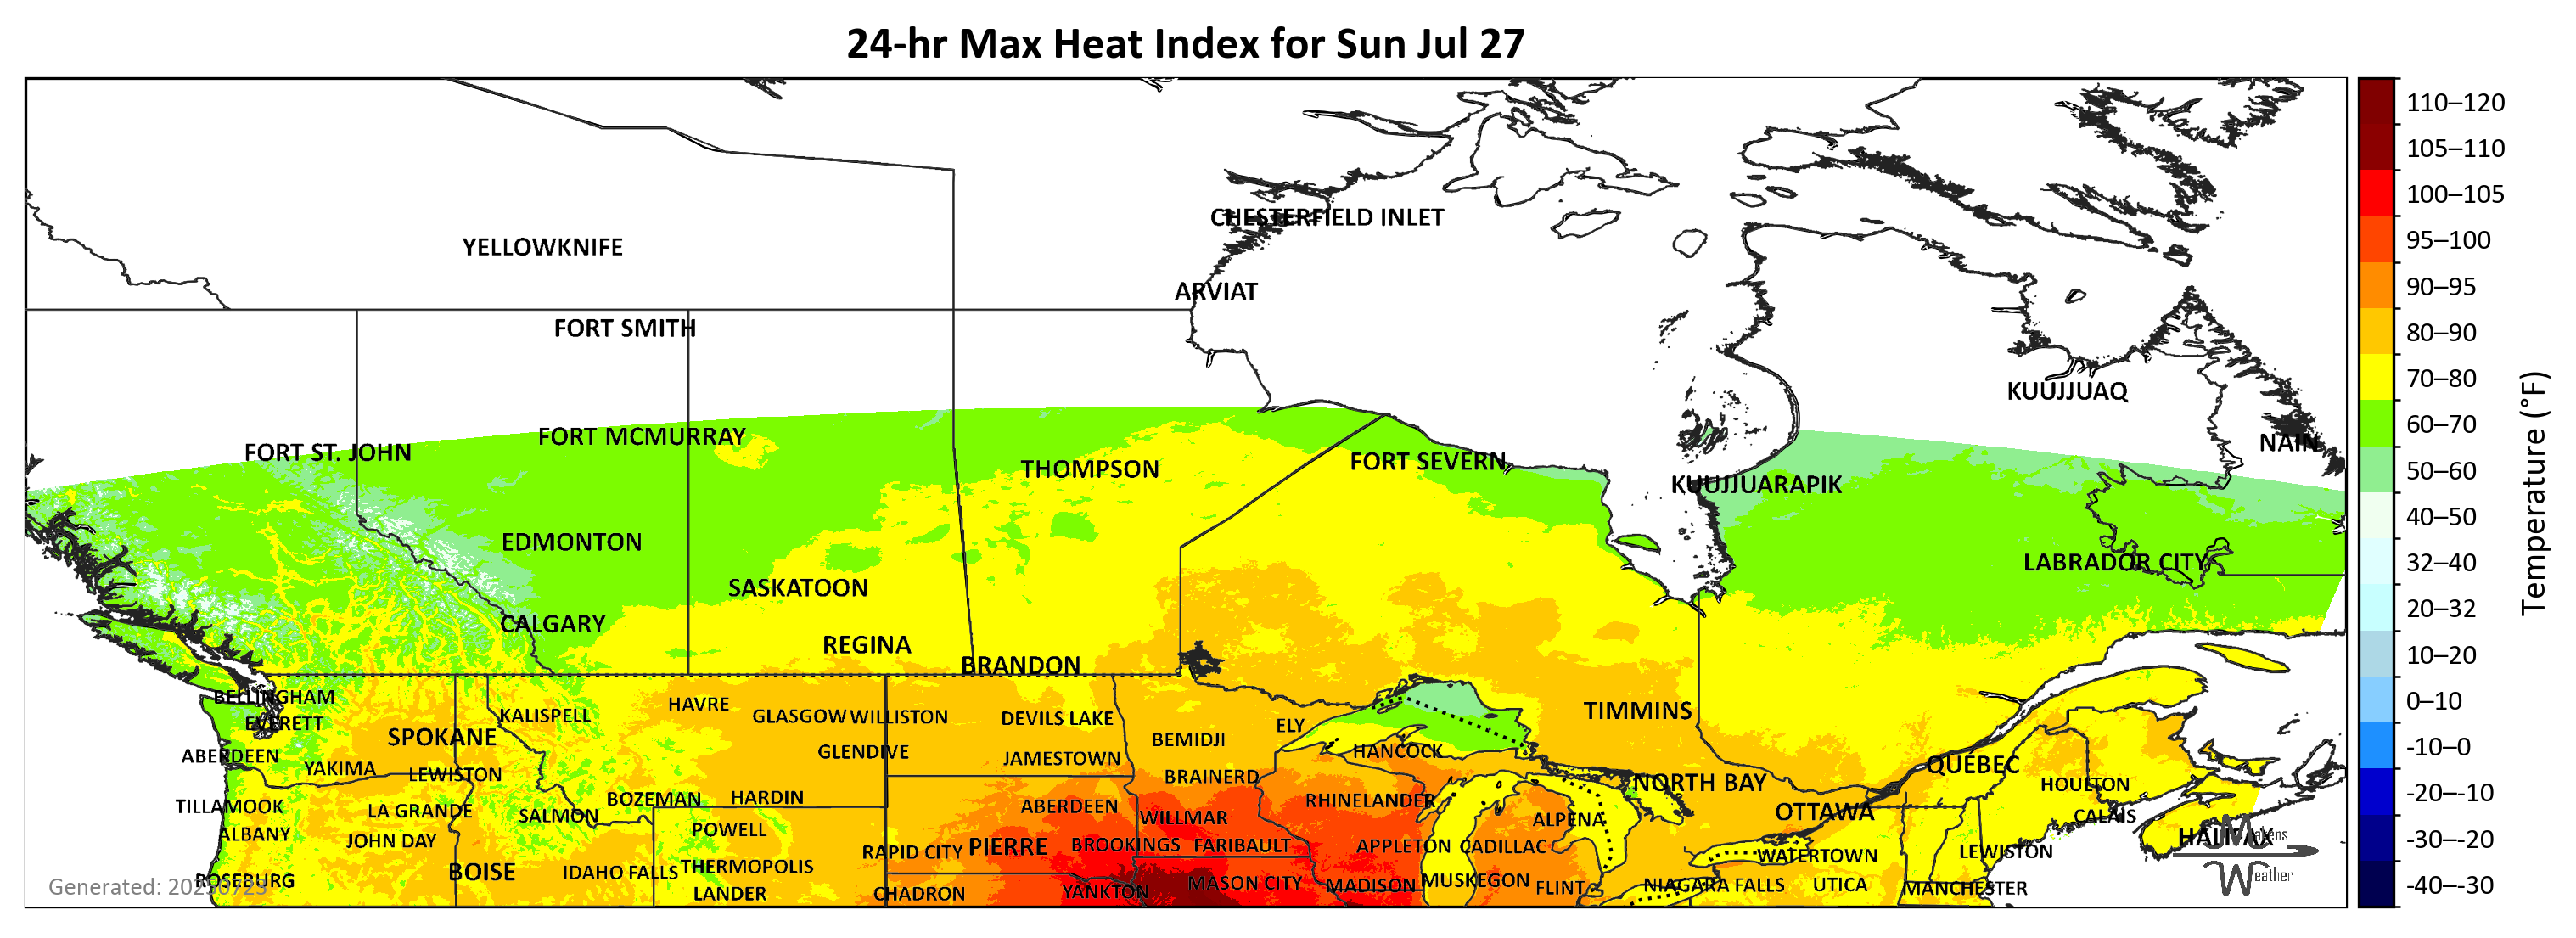 24-hr Max Heat Index for Sun Jul 27
110–120
105–110
CHESTERFIELD INLET
100–105
YELLOWKNIFE
95–100
ARVIAT
90–95
FORT SMITH
80–90
KUUJJUAQ
70–80
FORT MCMURRAY
60–70
FORT ST. JOHN
NAIN
THOMPSON
FORT SEVERN
50–60
KUUJJUARAPIK
40–50
EDMONTON
LABRADOR CITY
32–40
Temperature (°F)
SASKATOON
20–32
CALGARY
REGINA
10–20
BRANDON
BELLINGHAM
HAVRE
0–10
KALISPELL
GLASGOW WILLISTON
DEVILS LAKE
TIMMINS
EVERETT
ELY
SPOKANE
BEMIDJI
-10–0
ABERDEEN
GLENDIVE
JAMESTOWN
HANCOCK
QUÉBEC
YAKIMA
LEWISTON
BRAINERD
NORTH BAY
HOULTON
-20–-10
BOZEMAN
HARDIN
RHINELANDER
TILLAMOOK
LA GRANDE
SALMON
ABERDEEN
WILLMAR
ALPENA
OTTAWA
CALAIS
ALBANY
JOHN DAY
POWELL
HALIFAX
-30–-20
RAPID CITY
PIERRE
BROOKINGS
FARIBAULT
APPLETON
CADILLAC
WATERTOWN
LEWISTON
BOISE
IDAHO FALLS
THERMOPOLIS
eather
ROSEBURG
LANDER
CHADRON
YANKTON
MASON CITY
MADISON
MUSKEGON
FLINT
NIAGARA FALLS
UTICA
MANCHESTER
-40–-30
Generated: 20250723